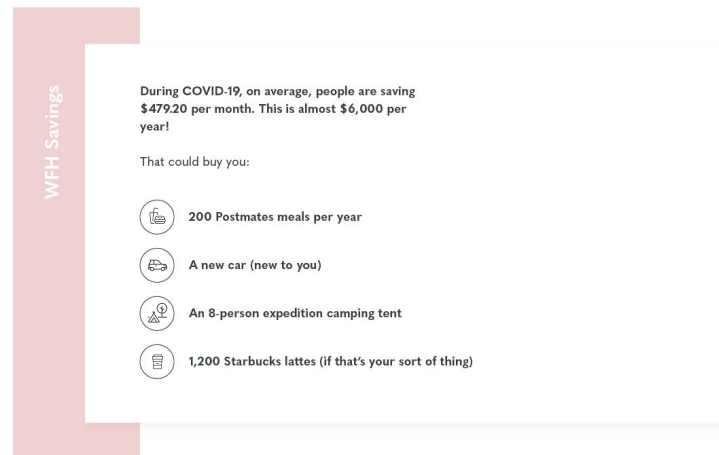 WFH Savings
During COVID-19, on average, people are saving
$479.20 per month. This is almost $6,000 per
year!
That could buy you:
200 Postmates meals per year
A new car (new to you)
An 8-person expedition camping tent
1,200 Starbucks lattes (if that's your sort of thing)